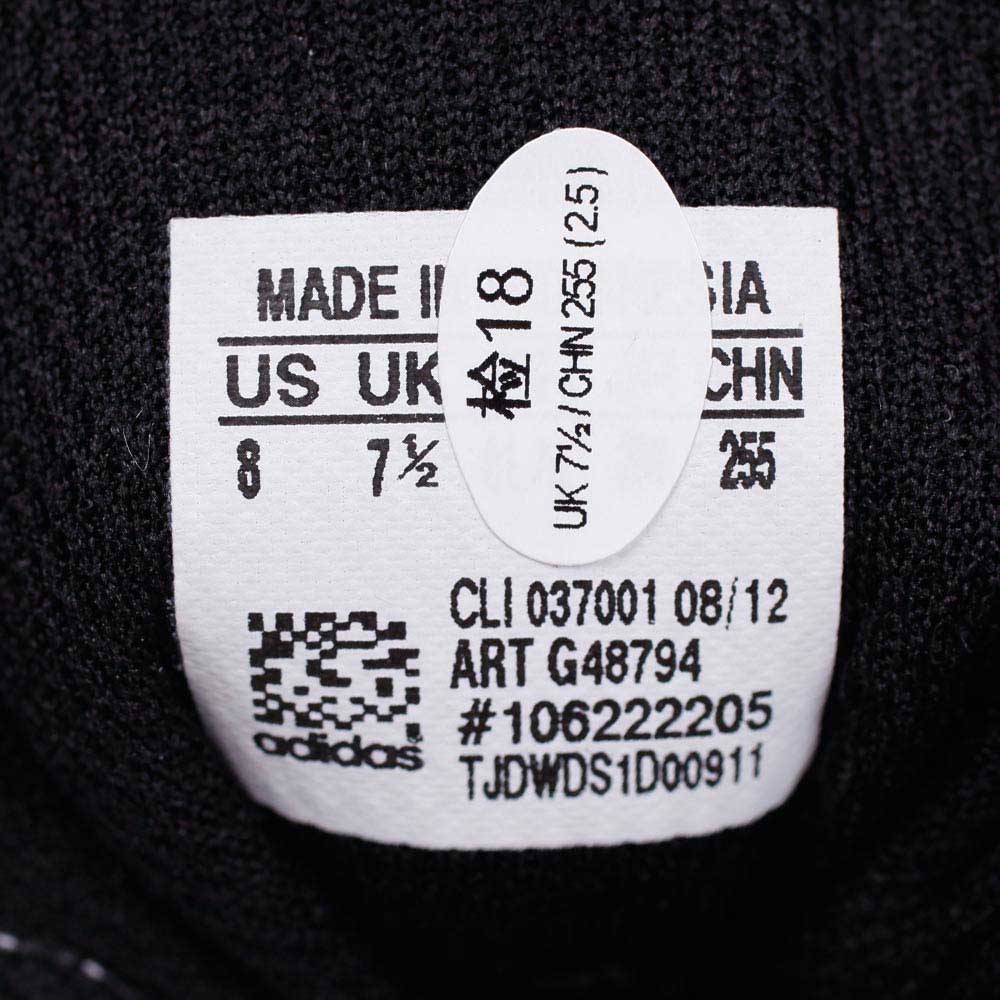 MADE I SIA
US UK CHN
8 7½ 255
检18
UK 7½ / CHN 255 (2.5)
CLI 037001 08/12
ART G48794
#106222205
TJDWDS1D00911
adidas